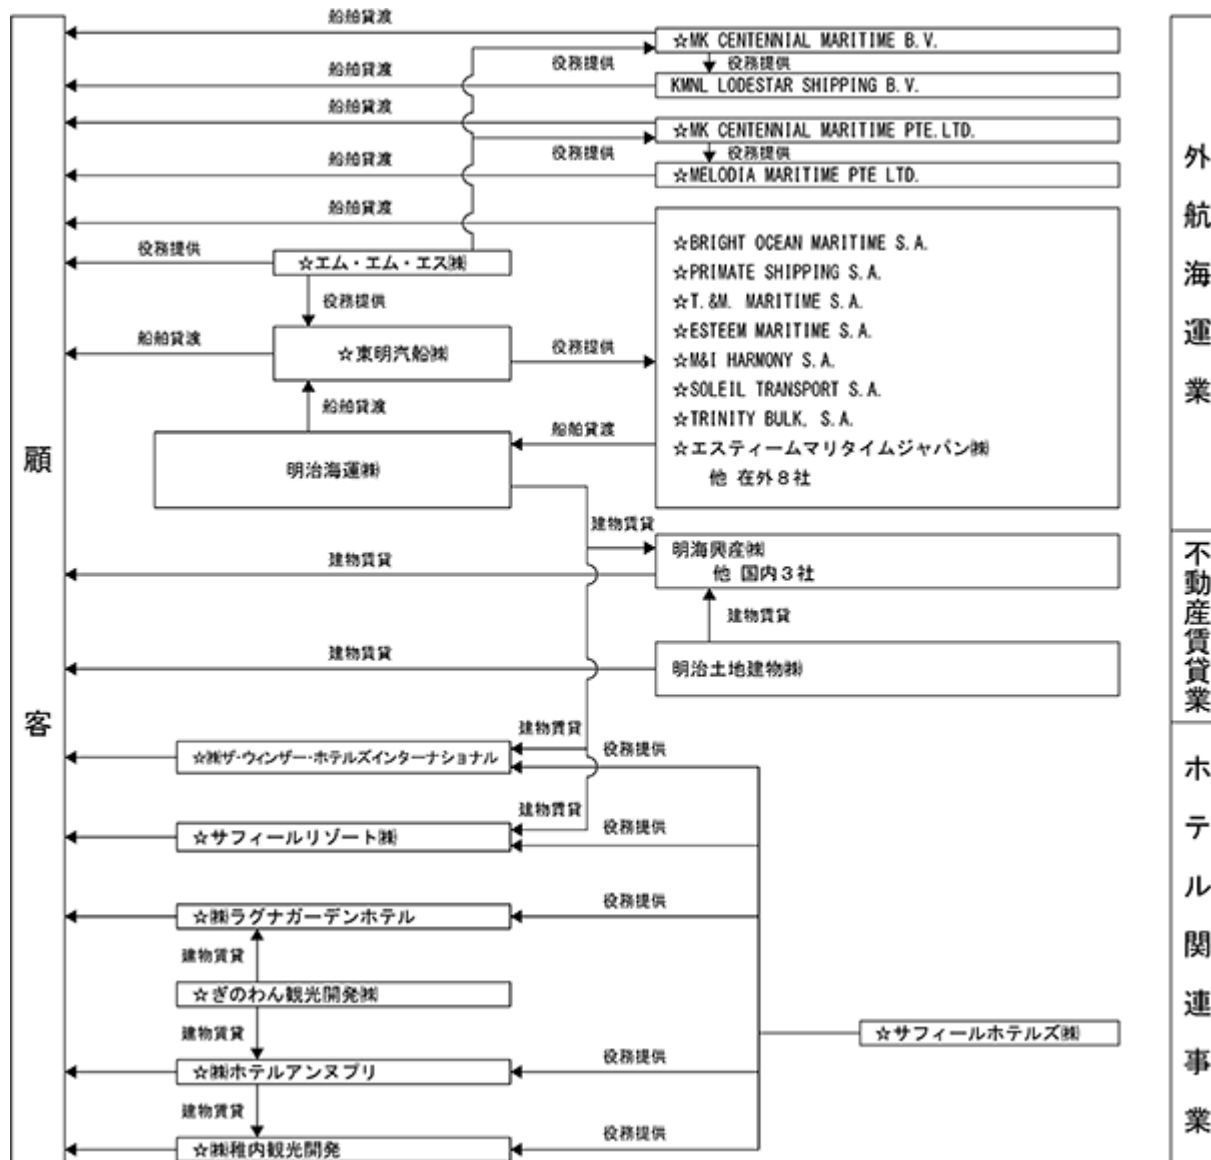 船舶貸渡
☆MK CENTENNIAL MARITIME B.V.
役務提供
役務提供
船舶貸渡
KMNL LODESTAR SHIPPING B.V.
船舶貸渡
☆MK CENTENNIAL MARITIME PTE.LTD.
役務提供
役務提供
船舶貸渡
☆MELODIA MARITIME PTE LTD.
船舶貸渡
☆BRIGHT OCEAN MARITIME S.A.
☆PRIMATE SHIPPING S.A.
☆T.&M. MARITIME S.A.
☆ESTEEM MARITIME S.A.
☆M&I HARMONY S.A.
☆SOLEIL TRANSPORT S.A.
☆TRINITY BULK, S.A.
☆エスティームマリタイムジャパン㈱
他 在外8社
役務提供
☆エム・エム・エス㈱
役務提供
船舶貸渡
☆東明汽船㈱
役務提供
船舶貸渡
船舶貸渡
明治海運㈱
建物賃貸
明海興産㈱
他 国内3社
建物賃貸
建物賃貸
建物賃貸
明治土地建物㈱
建物賃貸
役務提供
☆㈱ザ・ウィンザー・ホテルズインターナショナル
建物賃貸
役務提供
☆サフィールリゾート㈱
役務提供
☆㈱ラグナガーデンホテル
建物賃貸
☆ぎのわん観光開発㈱
建物賃貸
☆サフィールホテルズ㈱
役務提供
☆㈱ホテルアンヌプリ
建物賃貸
役務提供
☆㈱稚内観光開発
顧客
外航海運業
不動産賃貸業
ホテル関連事業